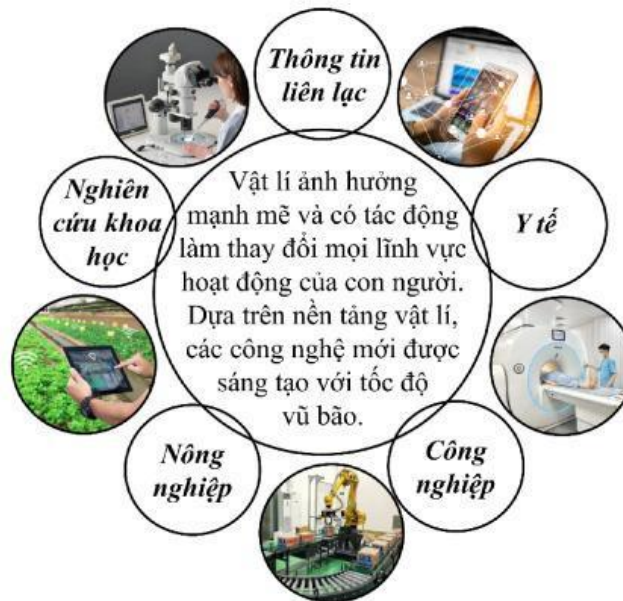 Thông tin
liên lạc
Nghiên
cứu khoa
học
Vật lí ảnh hưởng
mạnh mẽ và có tác động
làm thay đổi mọi lĩnh vực
hoạt động của con người.
Dựa trên nền tảng vật lí,
các công nghệ mới được
sáng tạo với tốc độ
vũ bão.
Y tế
Nông
nghiệp
Công
nghiệp